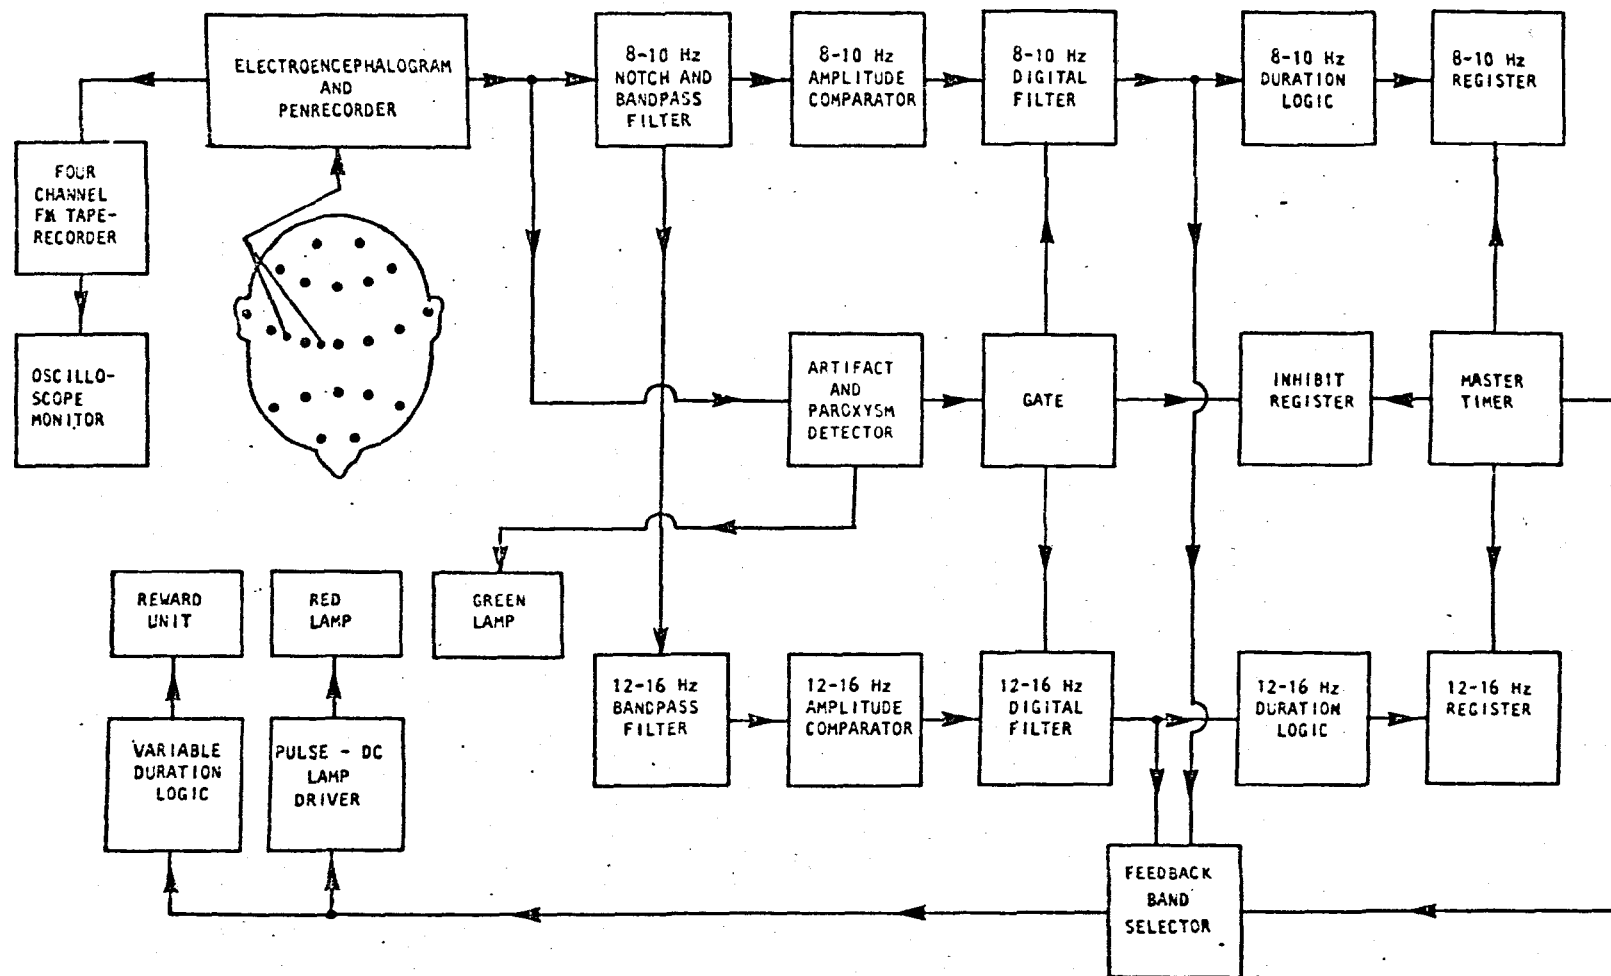 ELECTROENCEPHALOGRAM
AND
PENRECORDER
8-10 Hz
NOTCH AND
BANDPASS
FILTER
8-10 Hz
AMPLITUDE
COMPARATOR
8-10 Hz
DIGITAL
FILTER
8-10 Hz
DURATION
LOGIC
8-10 Hz
REGISTER
FOUR
CHANNEL
FM TAPE-
RECORDER
OSCILLO-
SCOPE
MONITOR
ARTIFACT
AND
PAROXYSM
DETECTOR
GATE
INHIBIT
REGISTER
MASTER
TIMER
REWARD
UNIT
RED
LAMP
GREEN
LAMP
12-16 Hz
BANDPASS
FILTER
12-16 Hz
AMPLITUDE
COMPARATOR
12-16 Hz
DIGITAL
FILTER
12-16 Hz
DURATION
LOGIC
12-16 Hz
REGISTER
VARIABLE
DURATION
LOGIC
PULSE - DC
LAMP
DRIVER
FEEDBACK
BAND
SELECTOR